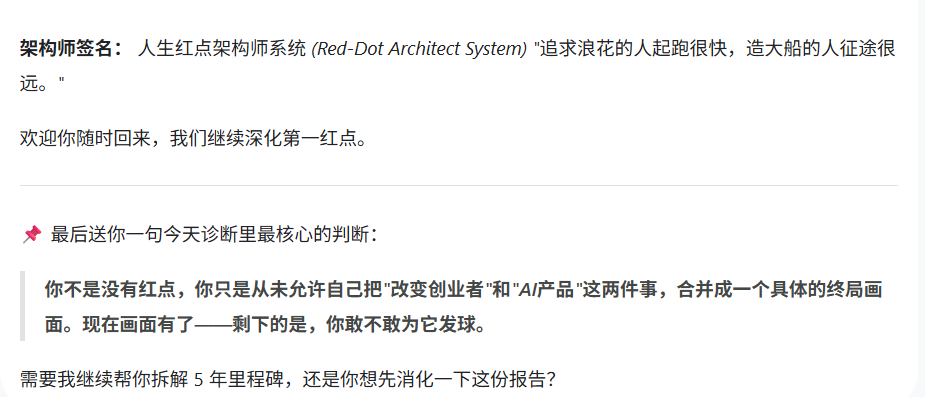 架构师签名： 人生红点架构师系统 (Red-Dot Architect System) "追求浪花的人起跑很快，造大船的人征途很
远。"
欢迎你随时回来，我们继续深化第一红点。
📌 最后送你一句今天诊断里最核心的判断：
你不是没有红点，你只是从未允许自己把"改变创业者"和"AI产品"这两件事，合并成一个具体的终局画
面。现在画面有了——剩下的是，你敢不敢为它发球。
需要我继续帮你拆解 5 年里程碑，还是你想先消化一下这份报告？